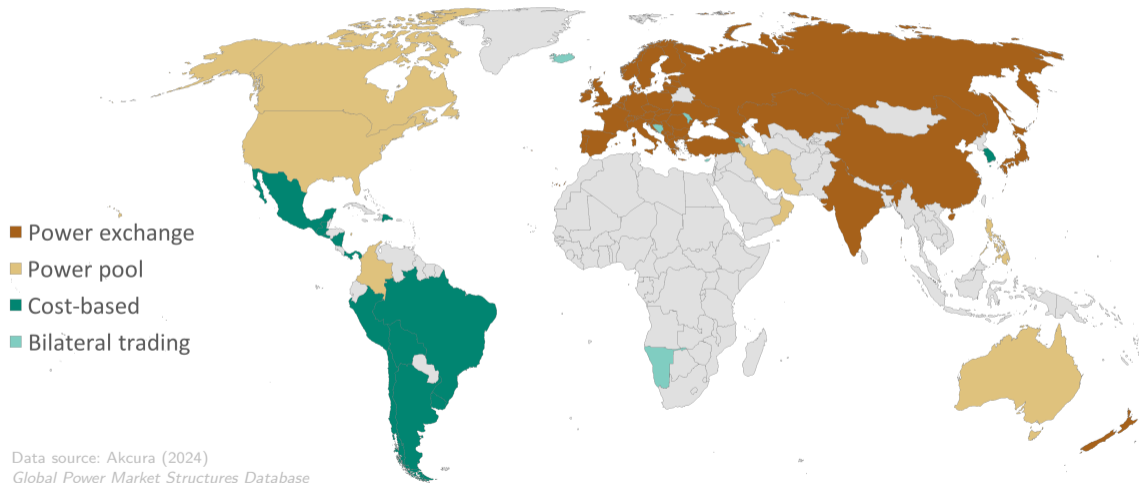 Power exchange
Power pool
Cost-based
Bilateral trading
Data source: Akcura (2024)
Global Power Market Structures Database